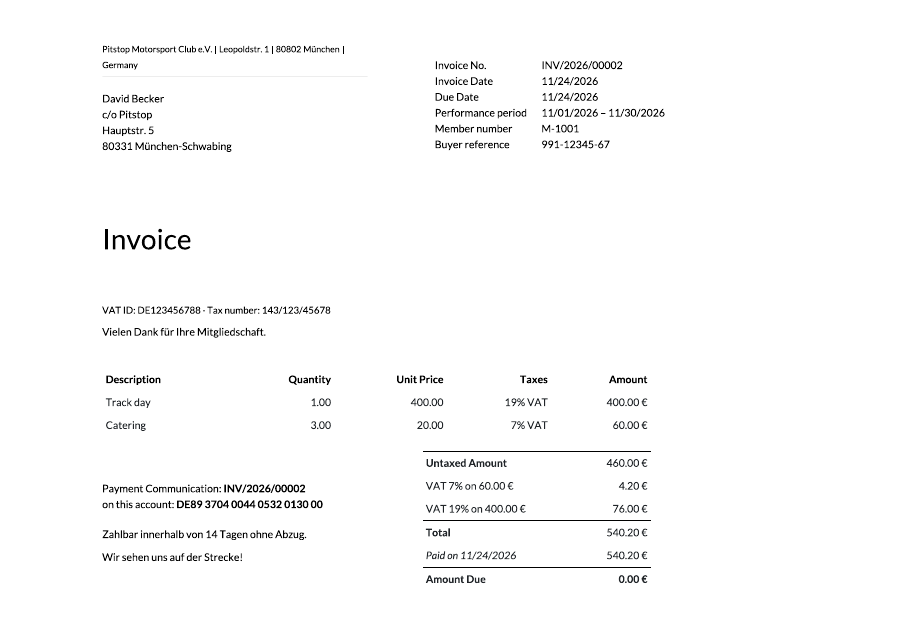 Pitstop Motorsport Club e.V. | Leopoldstr. 1 | 80802 München |
Germany
David Becker
c/o Pitstop
Hauptstr. 5
80331 München-Schwabing
Invoice No. INV/2026/00002
Invoice Date 11/24/2026
Due Date 11/24/2026
Performance period 11/01/2026 – 11/30/2026
Member number M-1001
Buyer reference 991-12345-67
Invoice
VAT ID: DE123456788 · Tax number: 143/123/45678
Vielen Dank für Ihre Mitgliedschaft.
Description Quantity Unit Price Taxes Amount
Track day 1.00 400.00 19% VAT 400.00 €
Catering 3.00 20.00 7% VAT 60.00 €
Untaxed Amount 460.00 €
VAT 7% on 60.00 € 4.20 €
VAT 19% on 400.00 € 76.00 €
Total 540.20 €
Paid on 11/24/2026 540.20 €
Amount Due 0.00 €
Payment Communication: INV/2026/00002
on this account: DE89 3704 0044 0532 0130 00
Zahlbar innerhalb von 14 Tagen ohne Abzug.
Wir sehen uns auf der Strecke!